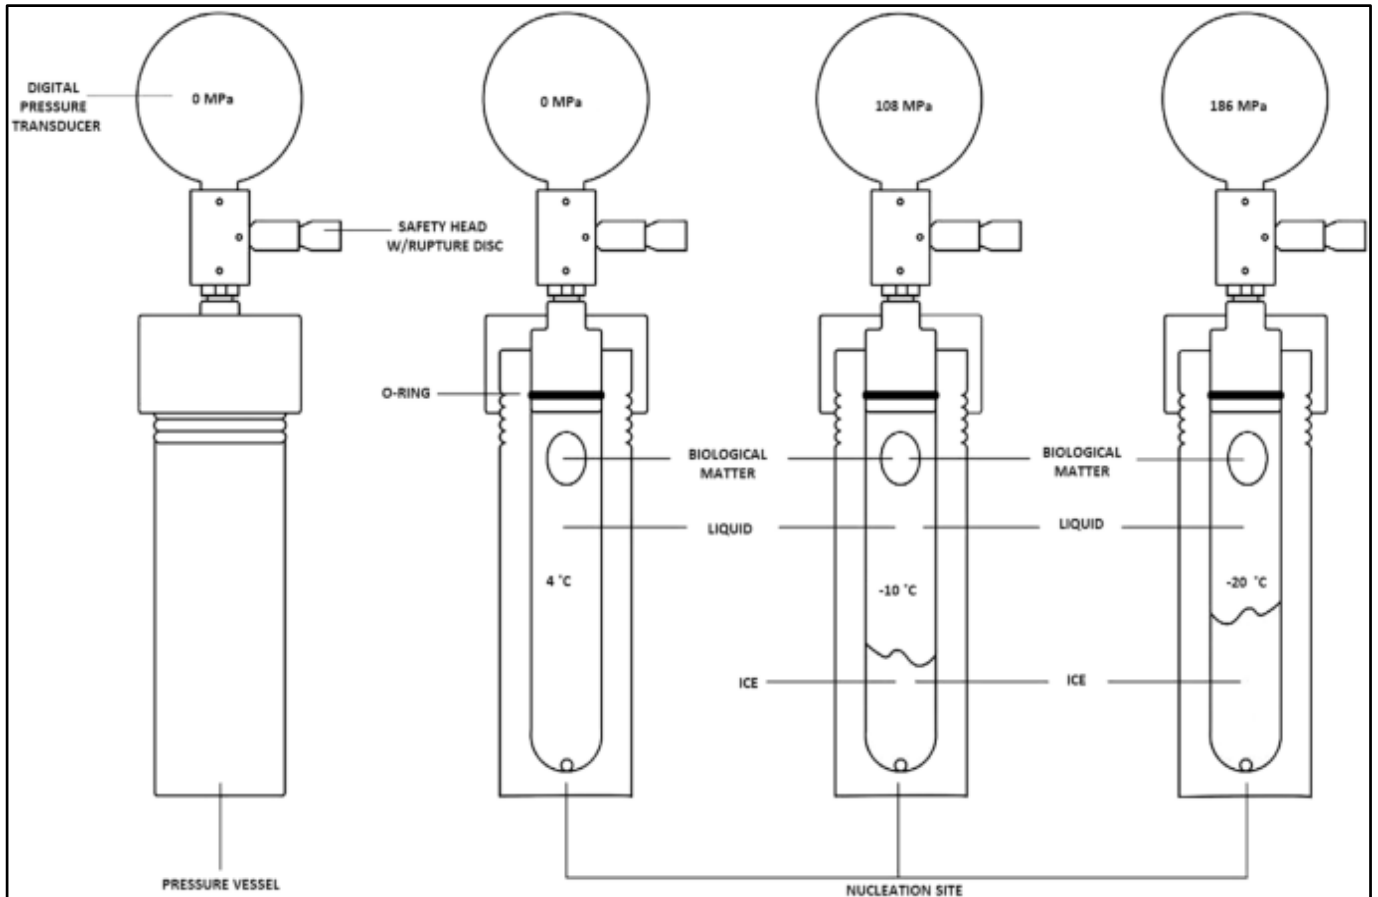 DIGITAL
PRESSURE
TRANSDUCER
0 MPa
0 MPa
108 MPa
186 MPa
SAFETY HEAD
W/RUPTURE DISC
O-RING
BIOLOGICAL
MATTER
BIOLOGICAL
MATTER
LIQUID
LIQUID
4 ˚C
-10 ˚C
-20 ˚C
ICE
ICE
PRESSURE VESSEL
NUCLEATION SITE